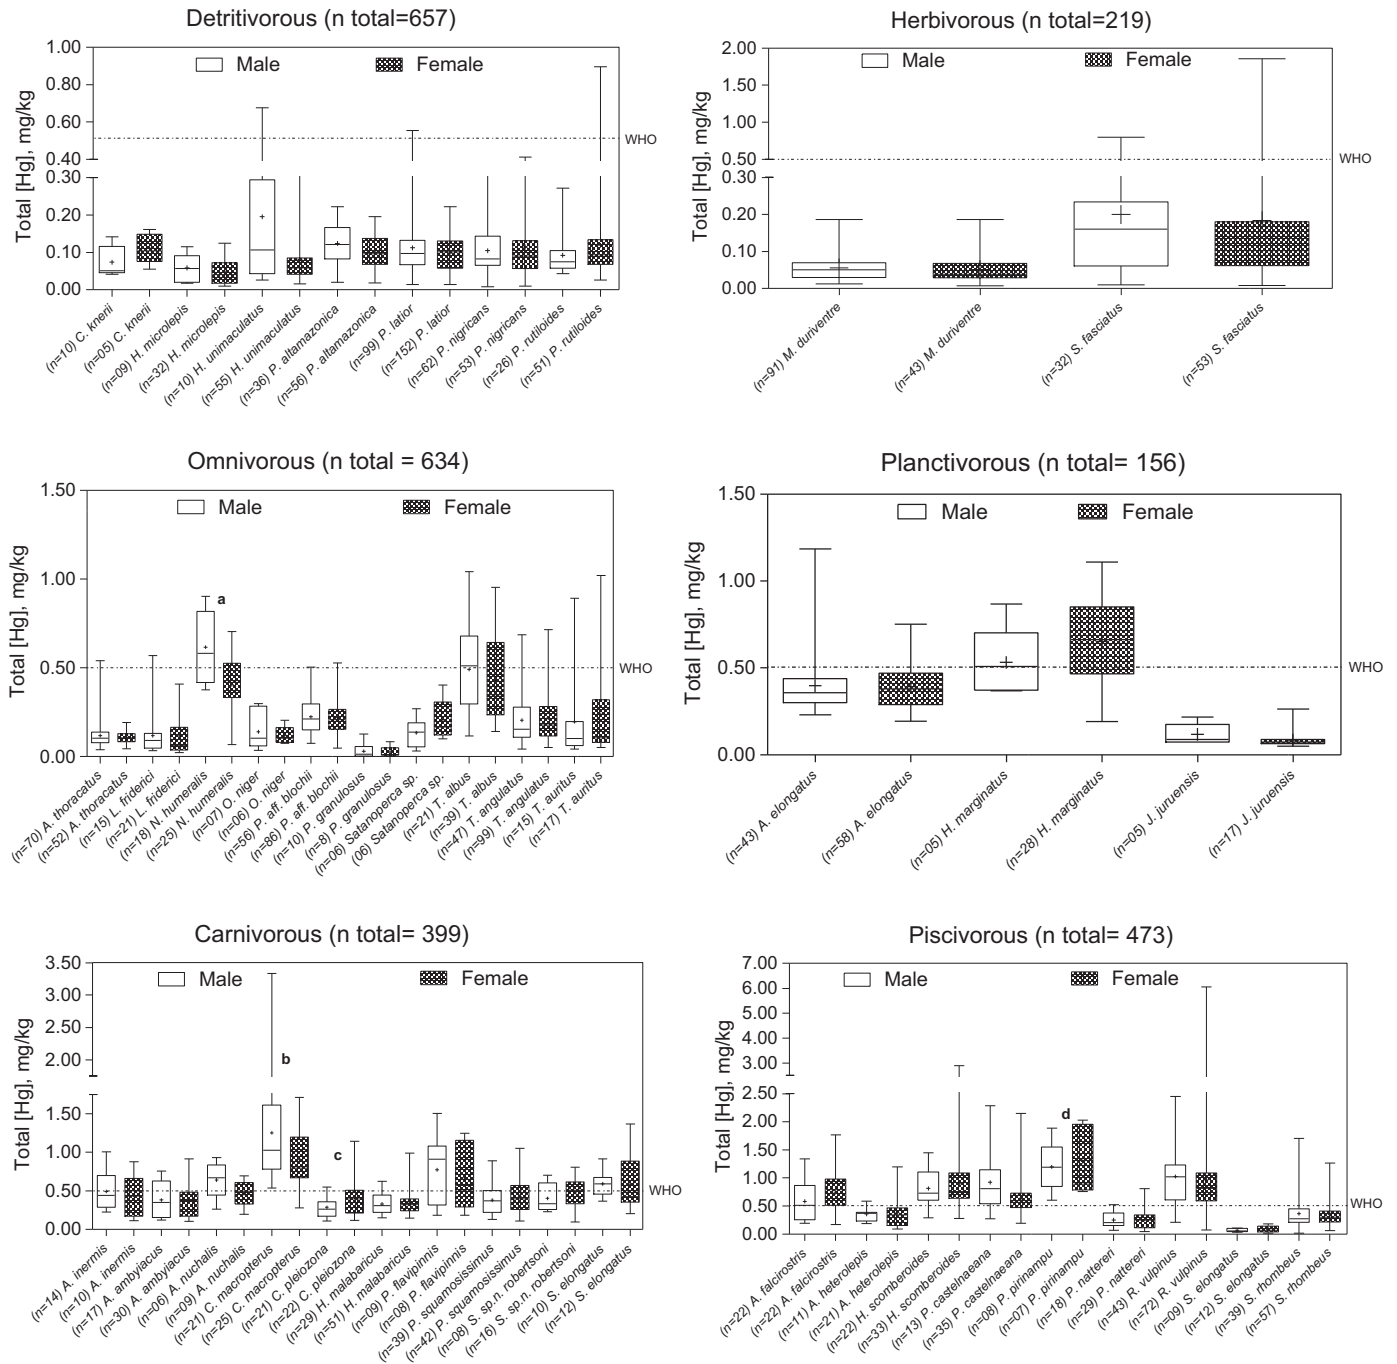 Detritivorous (n total=657)
Male
Female
Total [Hg], mg/kg
1.00
0.80
0.60
0.40
0.30
0.20
0.10
0.00
WHO
(n=10) C. knerii
(n=05) C. knerii
(n=09) H. microlepis
(n=32) H. microlepis
(n=10) H. unimaculatus
(n=55) H. unimaculatus
(n=36) P. altamazonica
(n=56) P. altamazonica
(n=99) P. latior
(n=152) P. latior
(n=62) P. nigricans
(n=53) P. nigricans
(n=26) P. rutiloides
(n=51) P. rutiloides
Herbivorous (n total=219)
Male
Female
Total [Hg], mg/kg
2.00
1.50
1.00
0.50
0.30
0.20
0.10
0.00
WHO
(n=91) M. duriventre
(n=43) M. duriventre
(n=32) S. fasciatus
(n=53) S. fasciatus
Omnivorous (n total = 634)
Male
Female
Total [Hg], mg/kg
1.50
1.00
0.50
0.00
a
WHO
(n=70) A. thoracatus
(n=52) A. thoracatus
(n=15) L. friderici
(n=21) L. friderici
(n=18) N. humeralis
(n=25) N. humeralis
(n=07) O. niger
(n=06) O. niger
(n=56) P. aff. blochii
(n=86) P. aff. blochii
(n=10) P. granulosus
(n=8) P. granulosus
(n=06) Satanoperca sp.
(06) Satanoperca sp.
(n=21) T. albus
(n=39) T. albus
(n=47) T. angulatus
(n=99) T. angulatus
(n=15) T. auritus
(n=17) T. auritus
Planctivorous (n total= 156)
Male
Female
Total [Hg], mg/kg
1.50
1.00
0.50
0.00
WHO
(n=43) A. elongatus
(n=58) A. elongatus
(n=05) H. marginatus
(n=28) H. marginatus
(n=05) J. juruensis
(n=17) J. juruensis
Carnivorous (n total= 399)
Male
Female
Total [Hg], mg/kg
3.50
3.00
2.50
2.00
1.50
1.00
0.50
0.00
b
c
WHO
(n=14) A. inermis
(n=10) A. inermis
(n=17) A. ambyjacus
(n=30) A. ambyjacus
(n=06) A. nuchalis
(n=09) A. nuchalis
(n=21) C. macropterus
(n=25) C. macropterus
(n=21) C. pleiozona
(n=22) C. pleiozona
(n=29) H. malabaricus
(n=51) H. malabaricus
(n=09) P. flavipinnis
(n=08) P. flavipinnis
(n=39) P. squamosissimus
(n=42) P. squamosissimus
(n=08) S. sp.n. robertsoni
(n=16) S. sp.n. robertsoni
(n=10) S. elongatus
(n=12) S. elongatus
Piscivorous (n total= 473)
Male
Female
Total [Hg], mg/kg
7.00
6.00
5.00
4.00
3.00
2.50
2.00
1.50
1.00
0.50
0.00
d
WHO
(n=22) A. falcirostris
(n=22) A. falcirostris
(n=11) A. heterolepis
(n=21) A. heterolepis
(n=22) H. scomberoides
(n=33) H. scomberoides
(n=13) P. castelnaeana
(n=35) P. castelnaeana
(n=08) P. pirinampu
(n=07) P. pirinampu
(n=18) P. natteri
(n=29) P. natteri
(n=43) R. vulpinus
(n=72) R. vulpinus
(n=09) S. elongatus
(n=12) S. elongatus
(n=39) S. rhombeus
(n=57) S. rhombeus